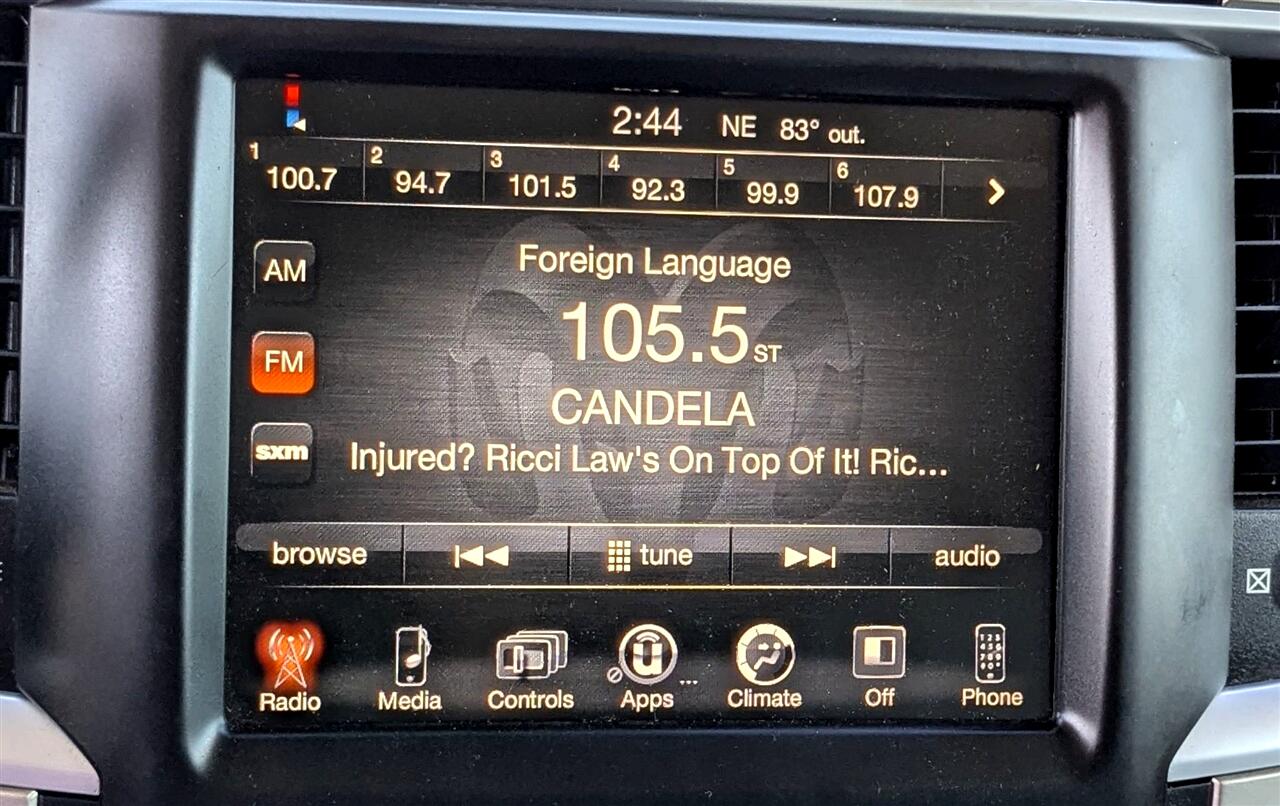 2:44 NE 83° out.
1 100.7 2 94.7 3 101.5 4 92.3 5 99.9 6 107.9
AM
Foreign Language
105.5 ST
FM
CANDELA
sxm
Injured? Ricci Law's On Top Of It! Ric...
browse tune audio
Radio Media Controls Apps ... Climate Off Phone